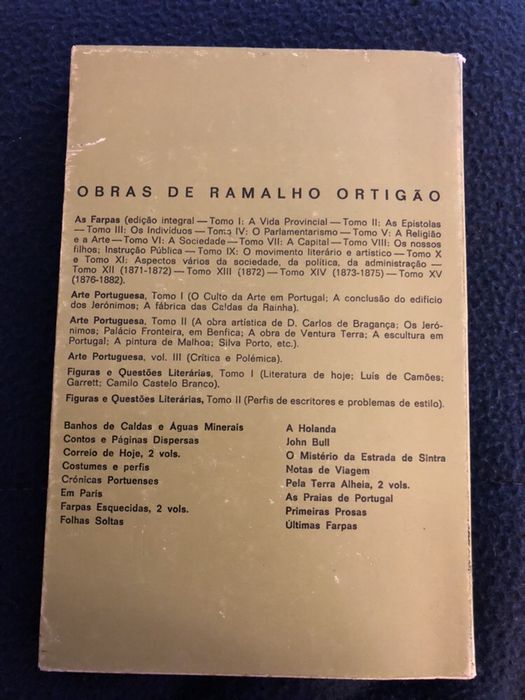 OBRAS DE RAMALHO ORTIGÃO
As Farpas (edição integral — Tomo I: A Vida Provincial — Tomo II: As Epístolas
— Tomo III: Os Indivíduos — Tomo IV: O Parlamentarismo — Tomo V: A Religião
e a Arte — Tomo VI: A Sociedade — Tomo VII: A Capital — Tomo VIII: Os nossos
filhos; Instrução Pública — Tomo IX: O movimento literário e artístico — Tomo X
e Tomo XI: Aspectos vários da sociedade, da política, da administração —
Tomo XII (1871-1872) — Tomo XIII (1872) — Tomo XIV (1873-1875) — Tomo XV
(1876-1882).
Arte Portuguesa, Tomo I (O Culto da Arte em Portugal; A conclusão do edifício
dos Jerónimos; A fábrica das Caldas da Rainha).
Arte Portuguesa, Tomo II (A obra artística de D. Carlos de Bragança; Os Jeró-
nimos; Palácio Fronteira, em Benfica; A obra de Ventura Terra; A escultura em
Portugal; A pintura de Malhoa; Silva Porto, etc.).
Arte Portuguesa, vol. III (Crítica e Polémica).
Figuras e Questões Literárias, Tomo I (Literatura de hoje; Luís de Camões;
Garrett; Camilo Castelo Branco).
Figuras e Questões Literárias, Tomo II (Perfis de escritores e problemas de estilo).
Banhos de Caldas e Águas Minerais
Contos e Páginas Dispersas
Correio de Hoje, 2 vols.
Costumes e perfis
Crónicas Portuenses
Em Paris
Farpas Esquecidas, 2 vols.
Folhas Soltas
A Holanda
John Bull
O Mistério da Estrada de Sintra
Notas de Viagem
Pela Terra Alheia, 2 vols.
As Praias de Portugal
Primeiras Prosas
Últimas Farpas